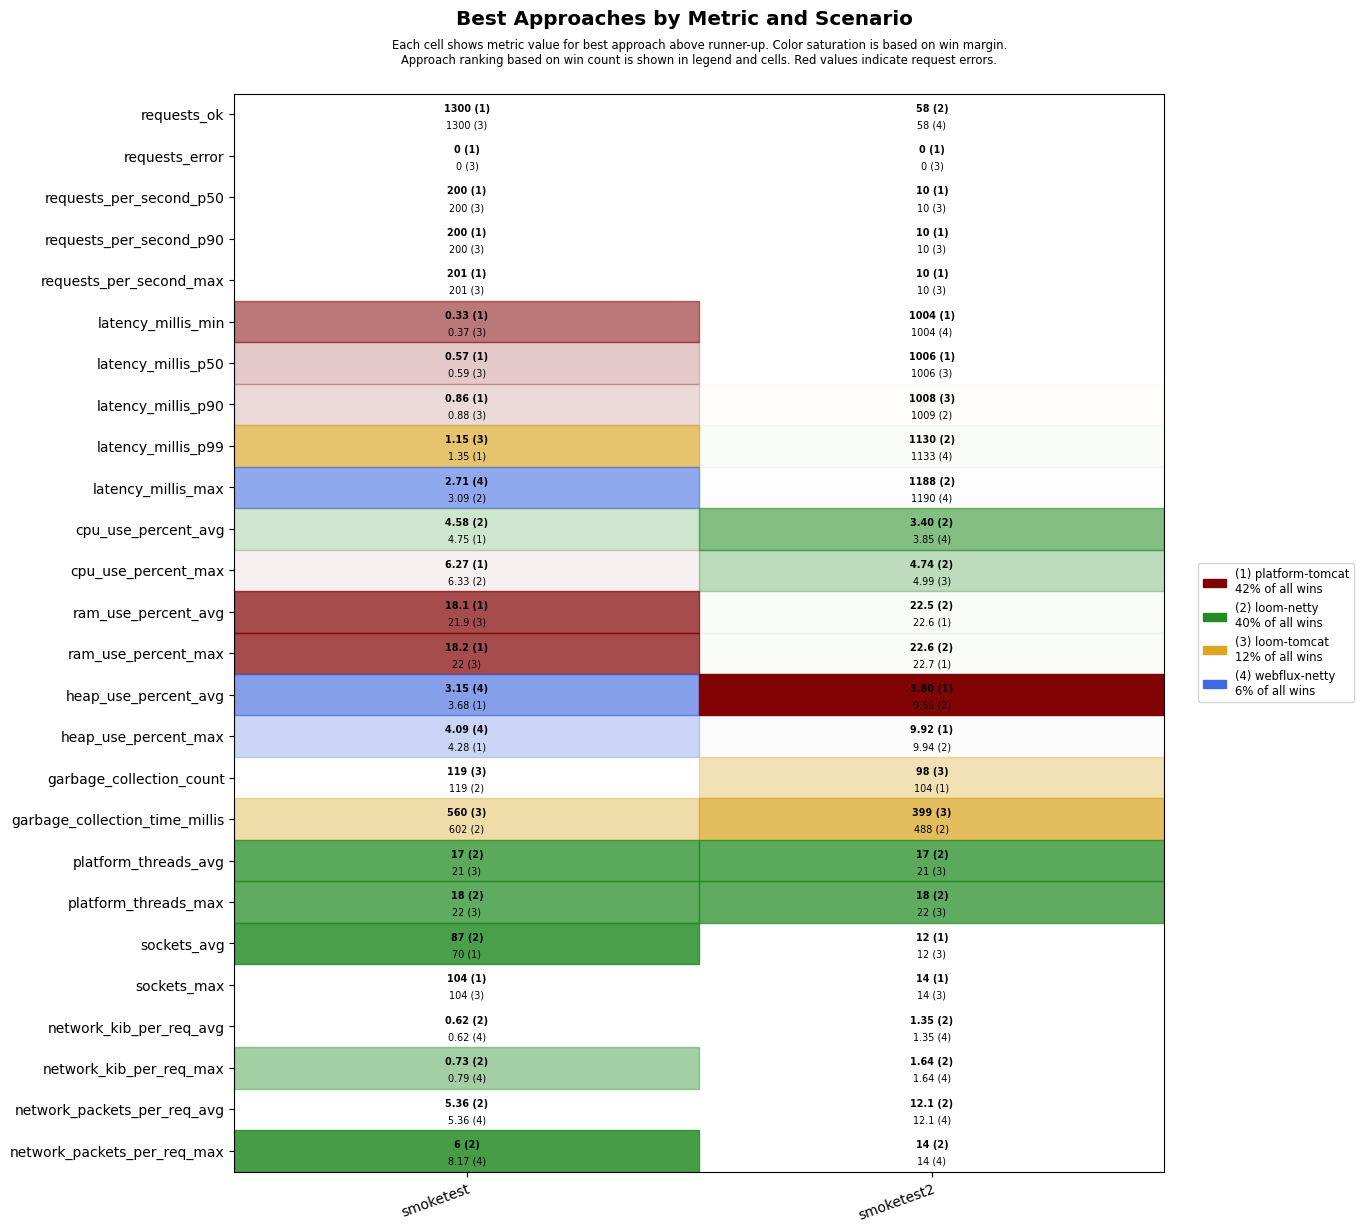 Best Approaches by Metric and Scenario
Each cell shows metric value for best approach above runner-up. Color saturation is based on win margin.
Approach ranking based on win count is shown in legend and cells. Red values indicate request errors.
requests_ok
1300 (1)
1300 (3)
58 (2)
58 (4)
requests_error
0 (1)
0 (3)
0 (1)
0 (3)
requests_per_second_p50
200 (1)
200 (3)
10 (1)
10 (3)
requests_per_second_p90
200 (1)
200 (3)
10 (1)
10 (3)
requests_per_second_max
201 (1)
201 (3)
10 (1)
10 (3)
latency_millis_min
0.33 (1)
0.37 (3)
1004 (1)
1004 (4)
latency_millis_p50
0.57 (1)
0.59 (3)
1006 (1)
1006 (3)
latency_millis_p90
0.86 (1)
0.88 (3)
1008 (3)
1009 (2)
latency_millis_p99
1.15 (3)
1.35 (1)
1130 (2)
1133 (4)
latency_millis_max
2.71 (4)
3.09 (2)
1188 (2)
1190 (4)
cpu_use_percent_avg
4.58 (2)
4.75 (1)
3.40 (2)
3.85 (4)
cpu_use_percent_max
6.27 (1)
6.33 (2)
4.74 (2)
4.99 (3)
ram_use_percent_avg
18.1 (1)
21.9 (3)
22.5 (2)
22.6 (1)
ram_use_percent_max
18.2 (1)
22 (3)
22.6 (2)
22.7 (1)
heap_use_percent_avg
3.15 (4)
3.68 (1)
3.80 (1)
9.65 (2)
heap_use_percent_max
4.09 (4)
4.28 (1)
9.92 (1)
9.94 (2)
garbage_collection_count
119 (3)
119 (2)
98 (3)
104 (1)
garbage_collection_time_millis
560 (3)
602 (2)
399 (3)
488 (2)
platform_threads_avg
17 (2)
21 (3)
17 (2)
21 (3)
platform_threads_max
18 (2)
22 (3)
18 (2)
22 (3)
sockets_avg
87 (2)
70 (1)
12 (1)
12 (3)
sockets_max
104 (1)
104 (3)
14 (1)
14 (3)
network_kib_per_req_avg
0.62 (2)
0.62 (4)
1.35 (2)
1.35 (4)
network_kib_per_req_max
0.73 (2)
0.79 (4)
1.64 (2)
1.64 (4)
network_packets_per_req_avg
5.36 (2)
5.36 (4)
12.1 (2)
12.1 (4)
network_packets_per_req_max
6 (2)
8.17 (4)
14 (2)
14 (4)
smoketest
smoketest2
(1) platform-tomcat
42% of all wins
(2) loom-netty
40% of all wins
(3) loom-tomcat
12% of all wins
(4) webflux-netty
6% of all wins